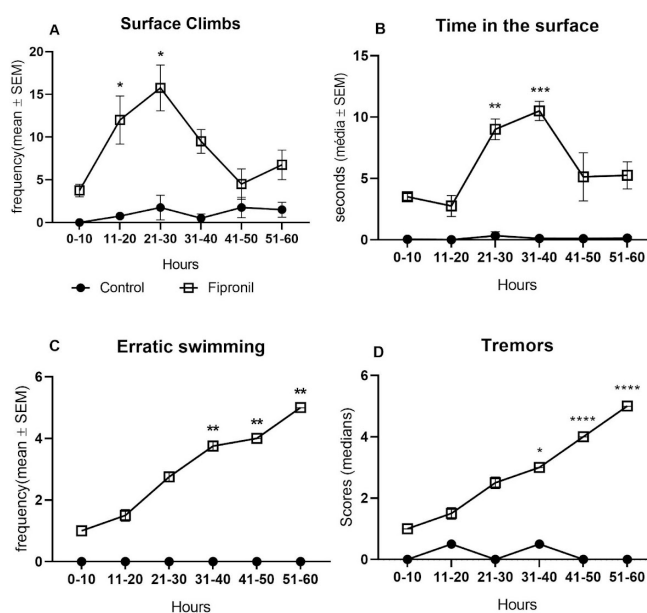 A
Surface Climbs
frequency(mean ± SEM)
20
15
10
5
0
*
*
0-10 11-20 21-30 31-40 41-50 51-60
Hours
Control
Fipronil
B
Time in the surface
seconds (média ± SEM)
15
10
5
0
**
***
0-10 11-20 21-30 31-40 41-50 51-60
Hours
C
Erratic swimming
frequency(mean ± SEM)
6
4
2
0
**
**
**
0-10 11-20 21-30 31-40 41-50 51-60
Hours
D
Tremors
Scores (medians)
6
4
2
0
*
****
****
0-10 11-20 21-30 31-40 41-50 51-60
Hours